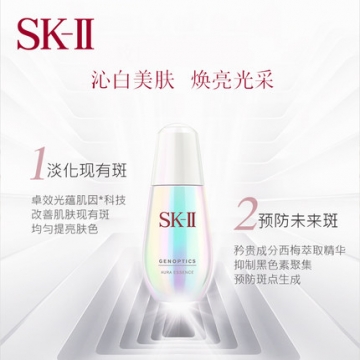 SK-II
沁白美肤 焕亮光采
1淡化现有斑
卓效光蕴肌因*科技
改善肌肤现有斑
均匀提亮肤色
SK-II
GENOPTICS
AURA ESSENCE
2预防未来斑
矜贵成分西梅萃取精华
抑制黑色素聚集
预防斑点生成